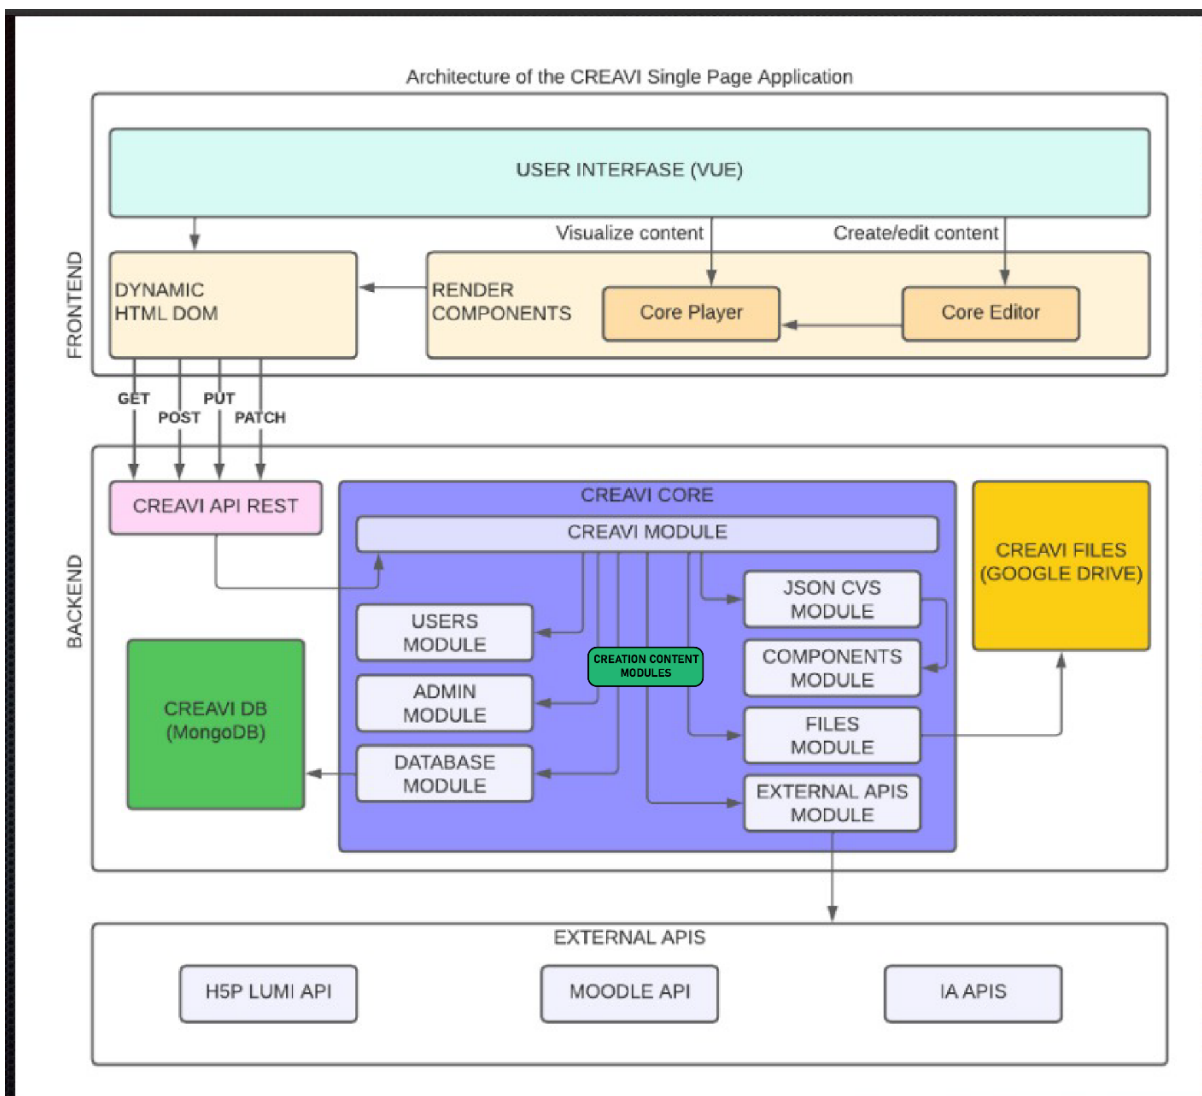 Architecture of the CREAVI Single Page Application
FRONTEND
USER INTERFASE (VUE)
Visualize content
Create/edit content
DYNAMIC
HTML DOM
RENDER
COMPONENTS
Core Player
Core Editor
GET
POST
PUT
PATCH
BACKEND
CREAVI API REST
CREAVI CORE
CREAVI MODULE
USERS
MODULE
ADMIN
MODULE
DATABASE
MODULE
CREATION CONTENT
MODULES
JSON CVS
MODULE
COMPONENTS
MODULE
FILES
MODULE
EXTERNAL APIS
MODULE
CREAVI FILES
(GOOGLE DRIVE)
CREAVI DB
(MongoDB)
EXTERNAL APIS
H5P LUMI API
MOODLE API
IA APIS